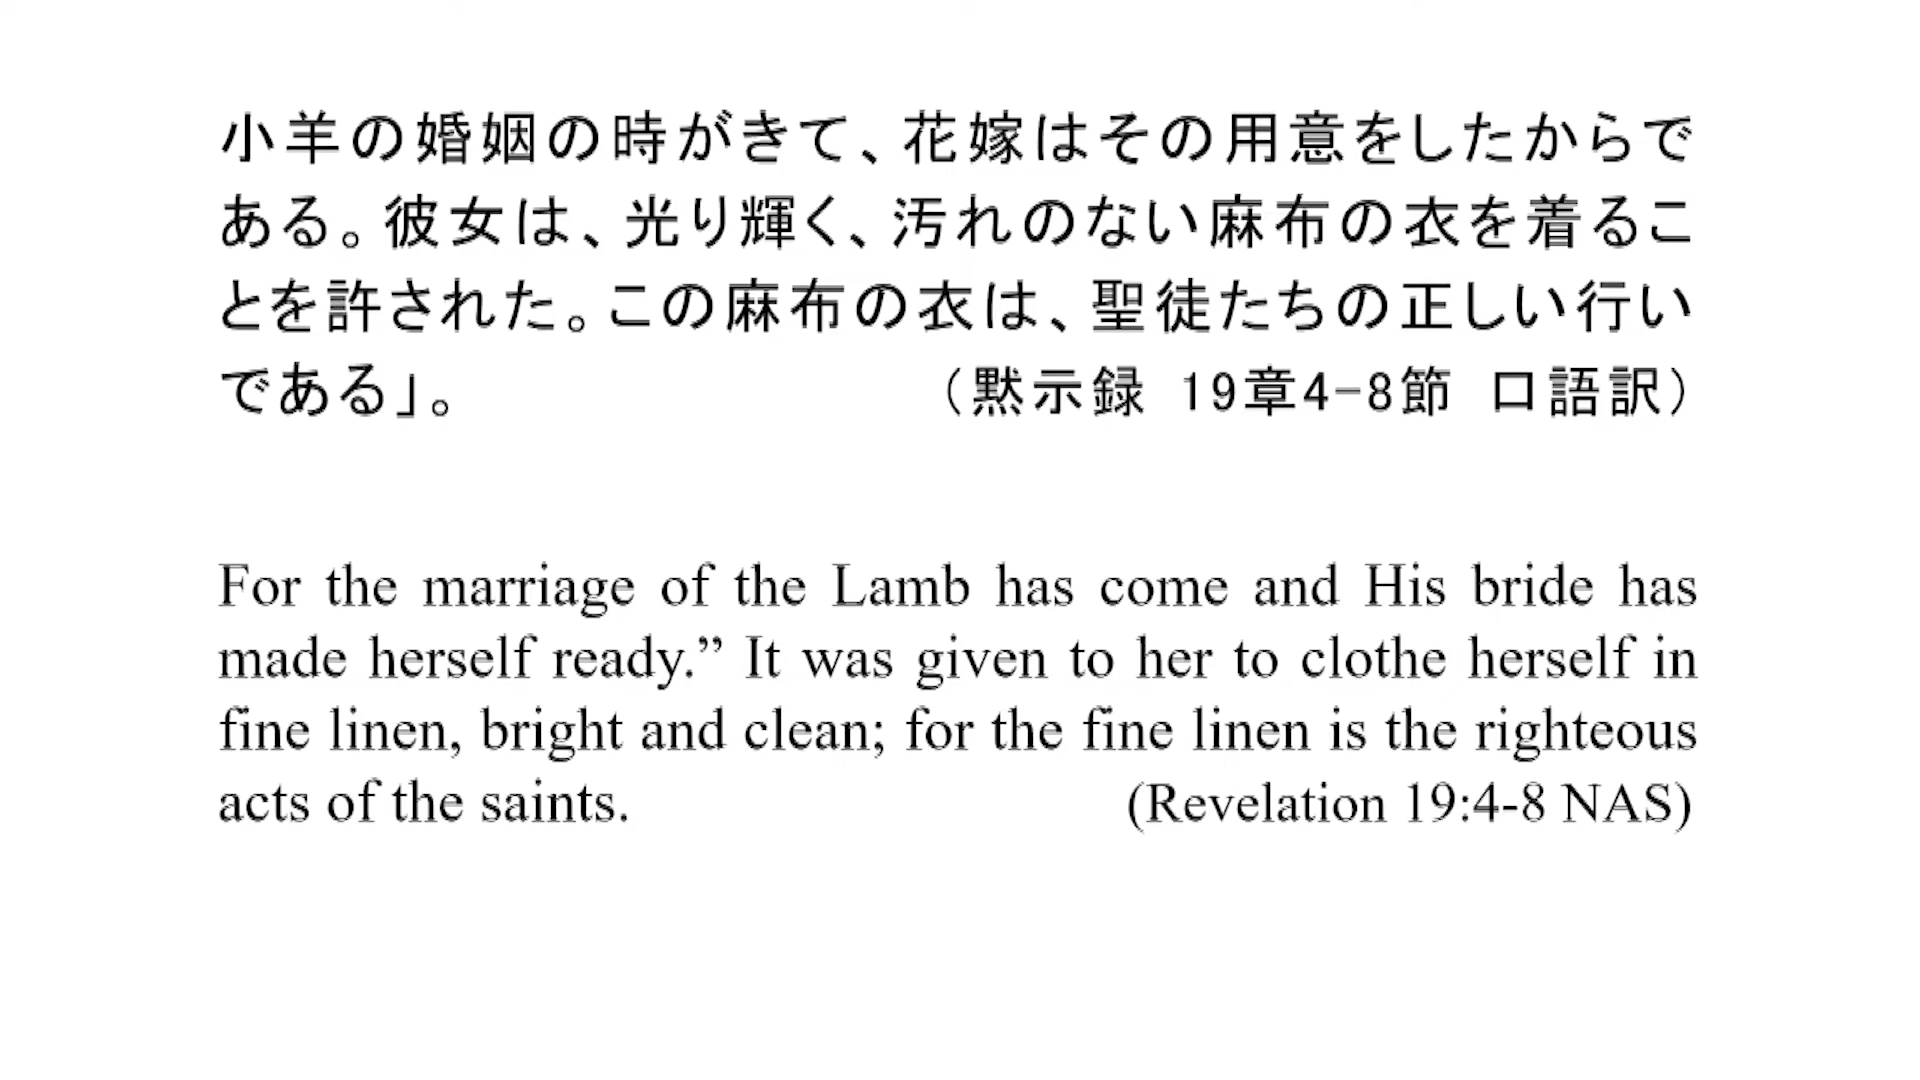 小羊の婚姻の時がきて、花嫁はその用意をしたからで
ある。彼女は、光り輝く、汚れのない麻布の衣を着るこ
とを許された。この麻布の衣は、聖徒たちの正しい行い
である」。 （黙示録 19章4-8節 口語訳）
For the marriage of the Lamb has come and His bride has
made herself ready.” It was given to her to clothe herself in
fine linen, bright and clean; for the fine linen is the righteous
acts of the saints. (Revelation 19:4-8 NAS)